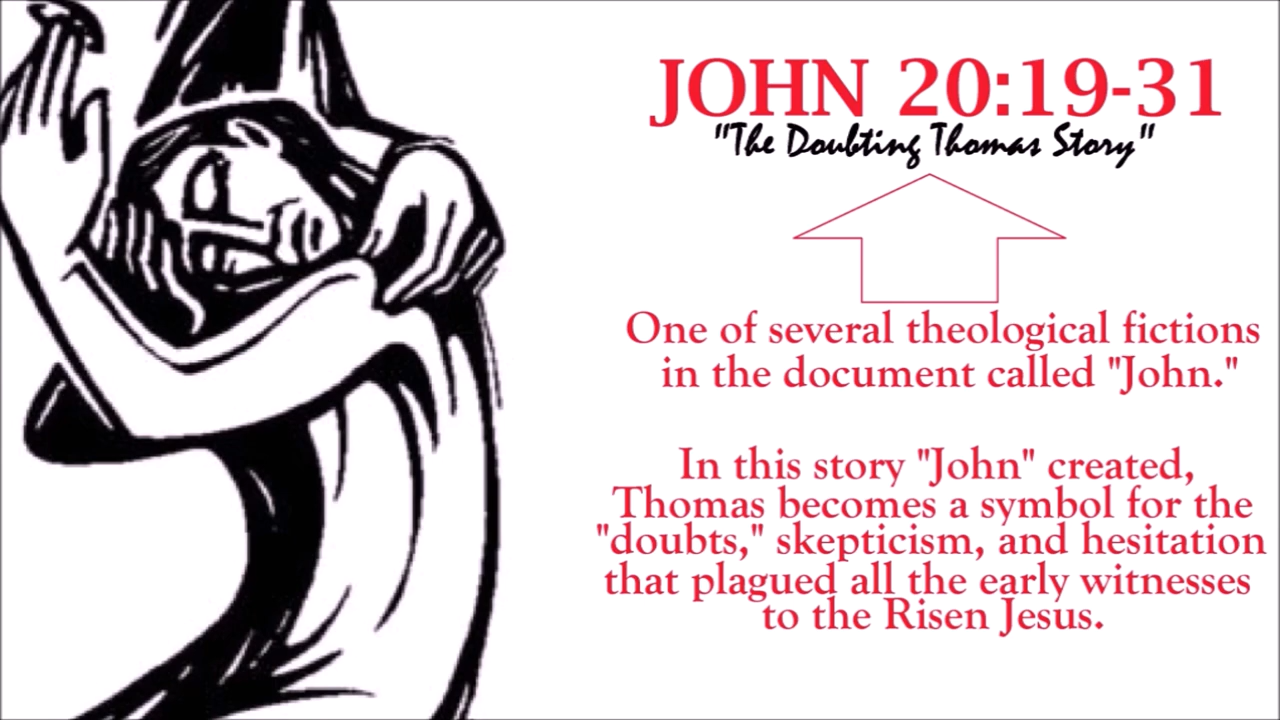 JOHN 20:19-31
"The Doubting Thomas Story"
One of several theological fictions
in the document called "John."
In this story "John" created,
Thomas becomes a symbol for the
"doubts," skepticism, and hesitation
that plagued all the early witnesses
to the Risen Jesus.